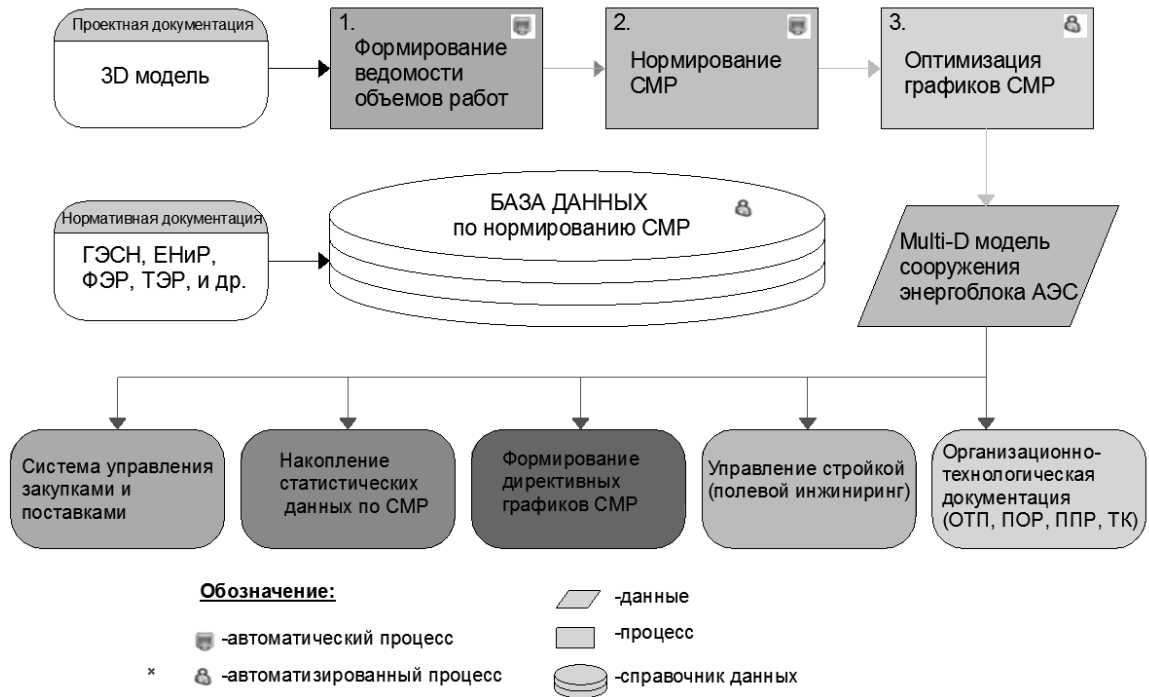 Проектная документация
3D модель
1.
Формирование
ведомости
объемов работ
2.
Нормирование
СМР
3.
Оптимизация
графиков СМР
Нормативная документация
ГЭСН, ЕНиР,
ФЭР, ТЭР, и др.
БАЗА ДАННЫХ
по нормированию СМР
Multi-D модель
сооружения
энергоблока АЭС
Система управления
закупками и
поставками
Накопление
статистических
данных по СМР
Формирование
директивных
графиков СМР
Управление стройкой
(полевой инжиниринг)
Организационно-
технологическая
документация
(ОТП, ПОР, ППР, ТК)
Обозначение:
-автоматический процесс
-автоматизированный процесс
-данные
-процесс
-справочник данных